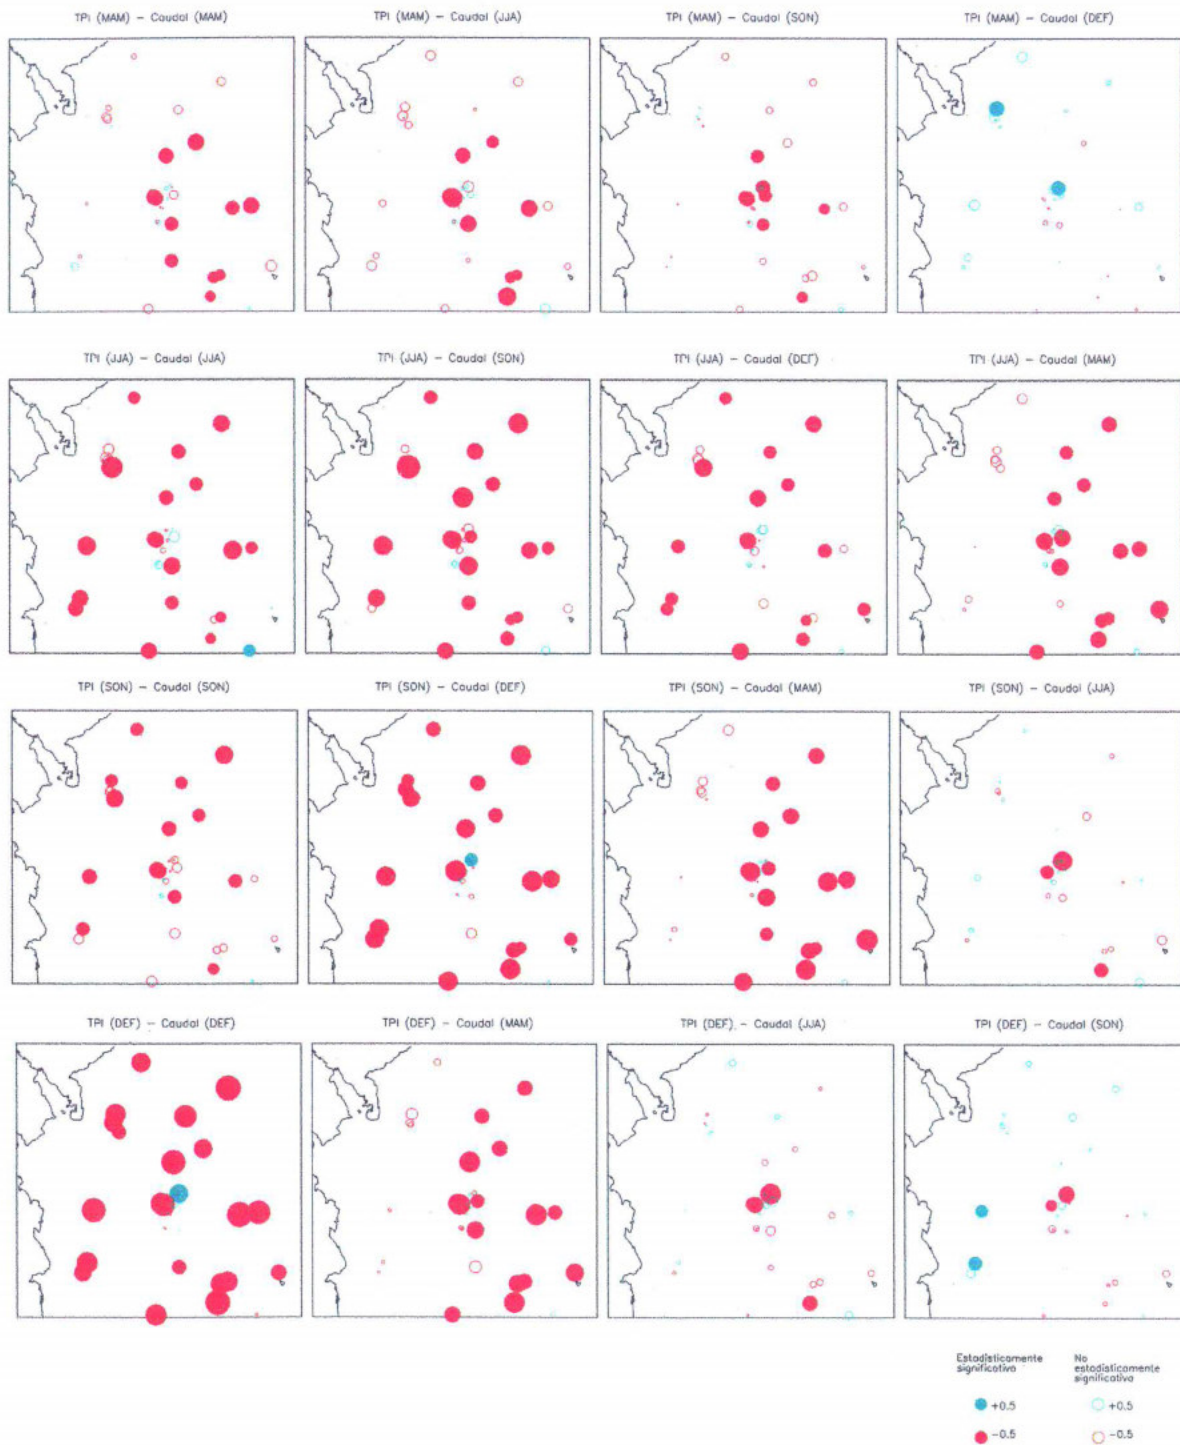 TPI (MAM) – Caudal (MAM)
TPI (MAM) – Caudal (JJA)
TPI (MAM) – Caudal (SON)
TPI (MAM) – Caudal (DEF)
TPI (JJA) – Caudal (JJA)
TPI (JJA) – Caudal (SON)
TPI (JJA) – Caudal (DEF)
TPI (JJA) – Caudal (MAM)
TPI (SON) – Caudal (SON)
TPI (SON) – Caudal (DEF)
TPI (SON) – Caudal (MAM)
TPI (SON) – Caudal (JJA)
TPI (DEF) – Caudal (DEF)
TPI (DEF) – Caudal (MAM)
TPI (DEF) – Caudal (JJA)
TPI (DEF) – Caudal (SON)
Estadísticamente
significativo
No
estadísticamente
significativo
+0.5
+0.5
-0.5
-0.5